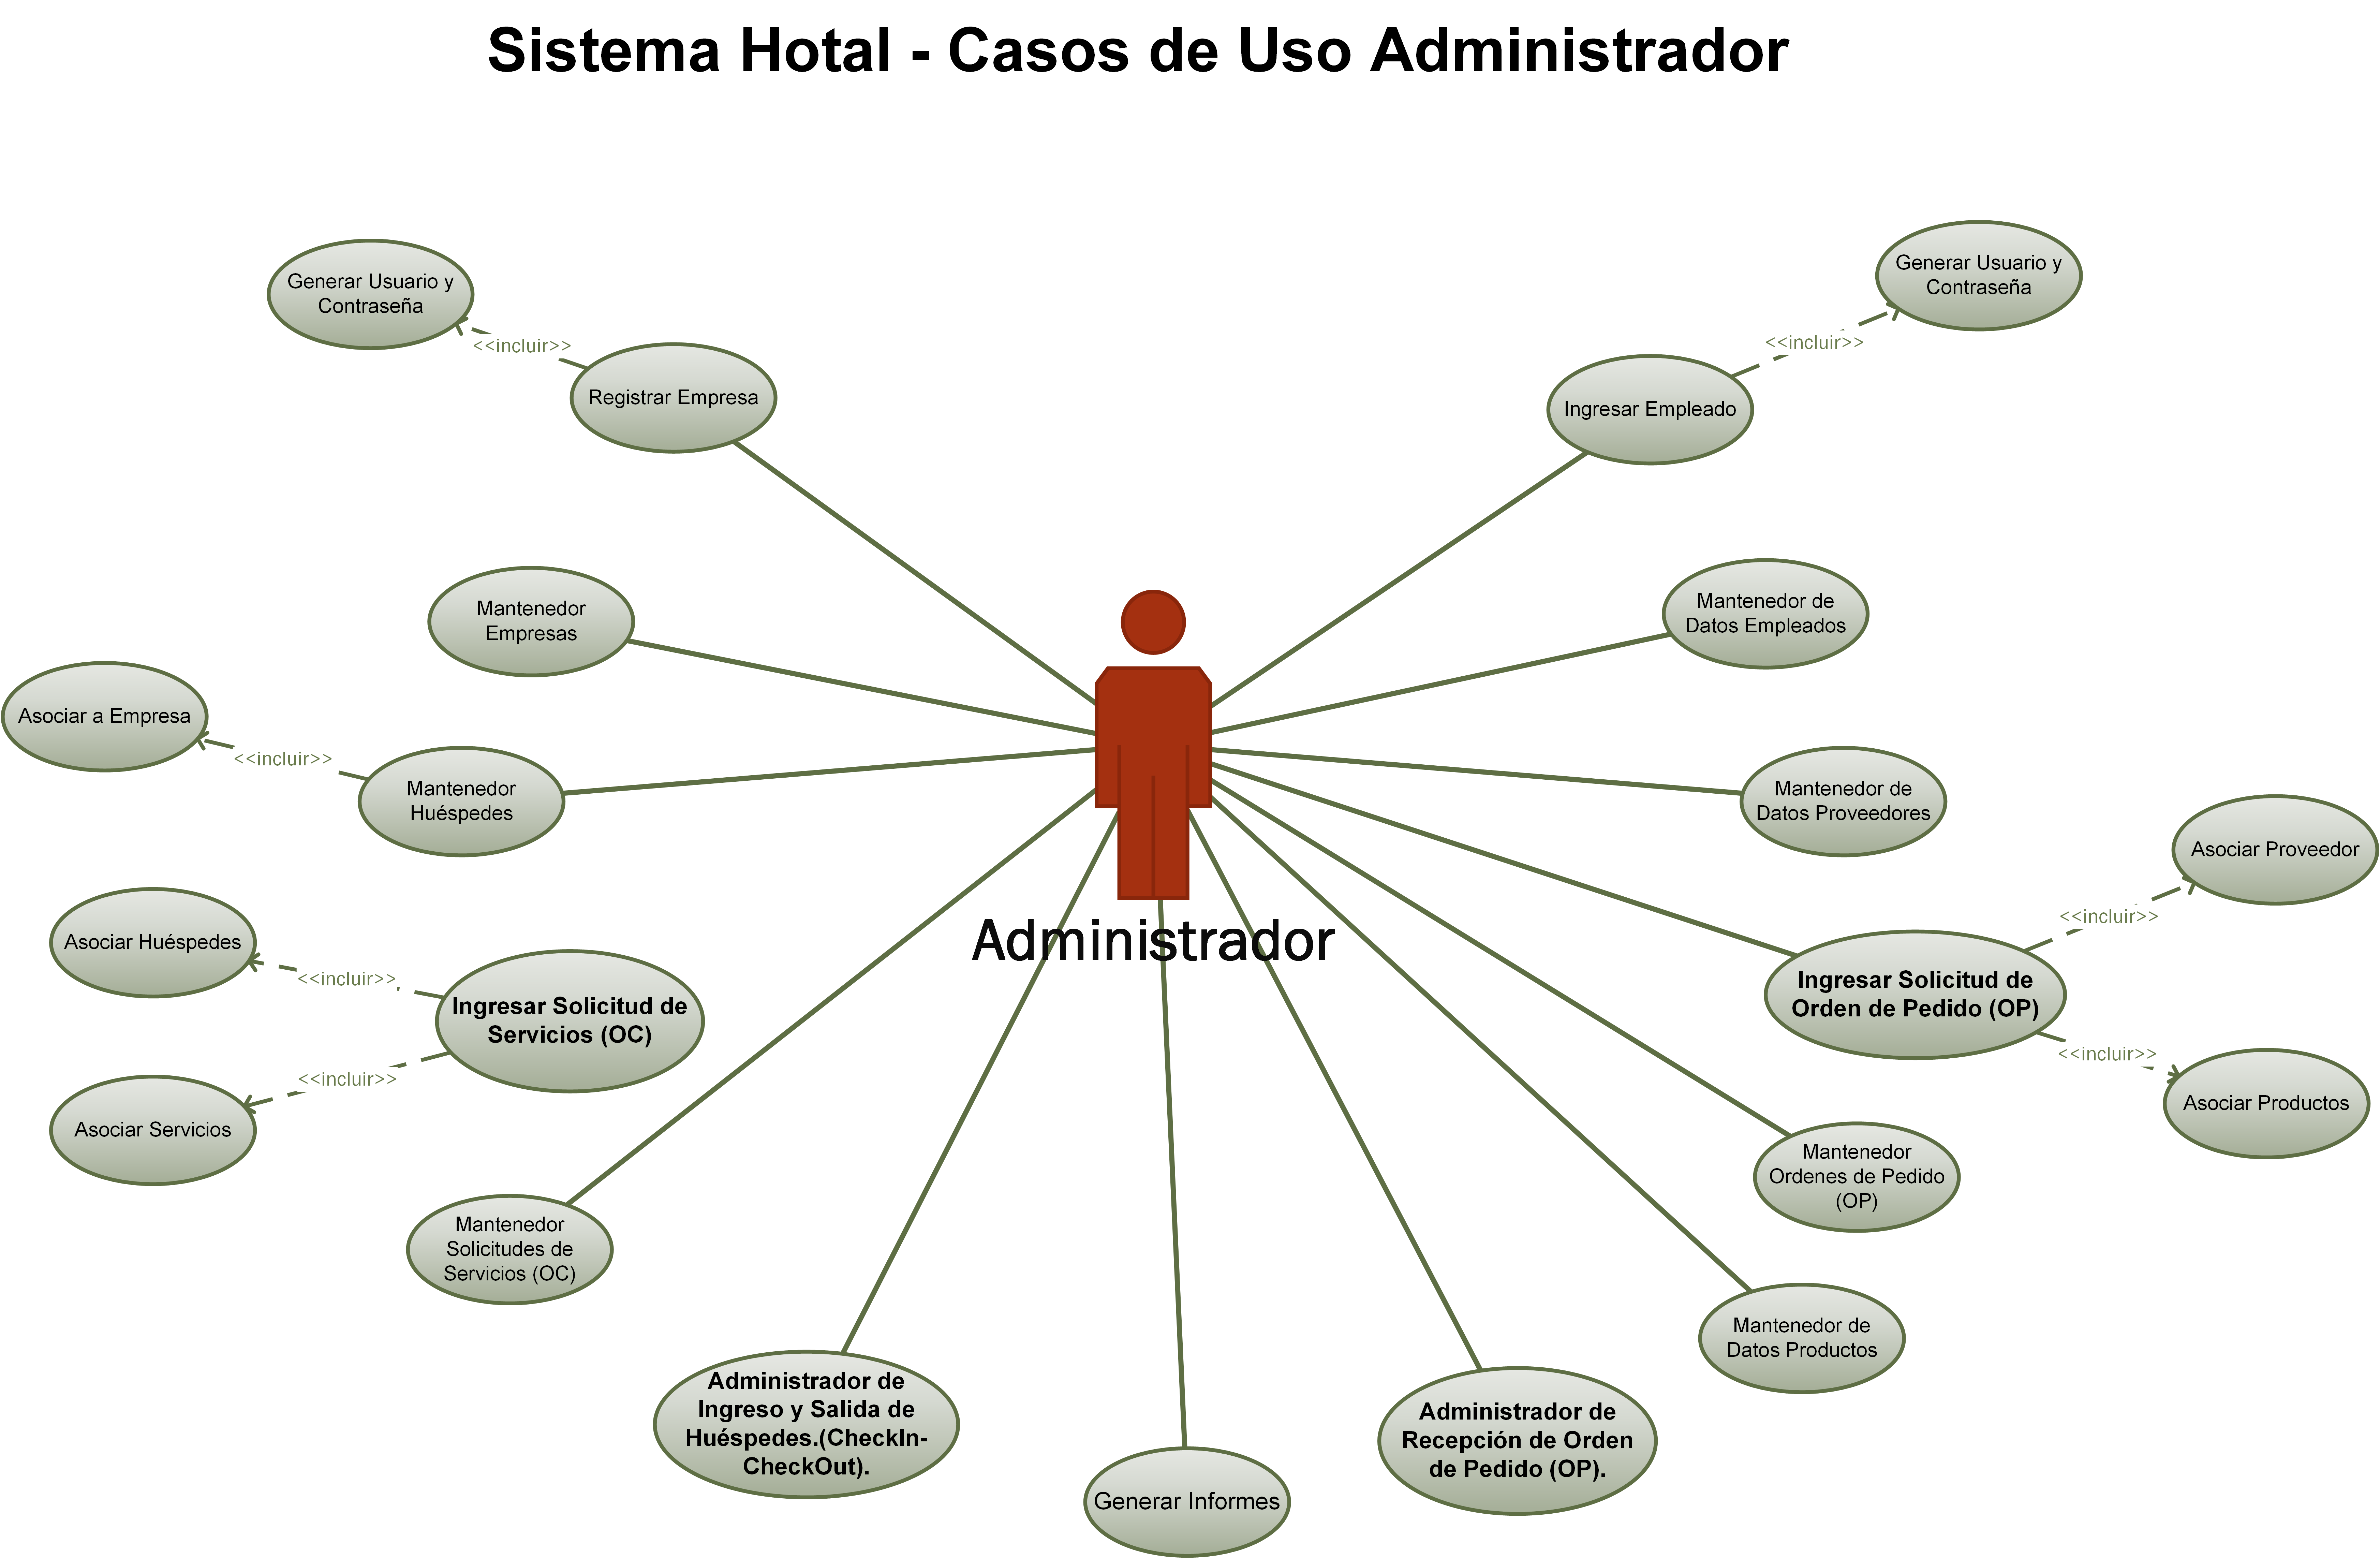 Sistema Hotal - Casos de Uso Administrador
Generar Usuario y
Contraseña
<<incluir>>
Registrar Empresa
Generar Usuario y
Contraseña
<<incluir>>
Ingresar Empleado
Mantenedor
Empresas
Mantenedor de
Datos Empleados
Asociar a Empresa
<<incluir>>
Mantenedor
Huéspedes
Mantenedor de
Datos Proveedores
Asociar Proveedor
<<incluir>>
Administrador
Asociar Huéspedes
<<incluir>>
Ingresar Solicitud de
Servicios (OC)
<<incluir>>
Asociar Servicios
Ingresar Solicitud de
Orden de Pedido (OP)
<<incluir>>
Asociar Productos
Mantenedor
Ordenes de Pedido
(OP)
Mantenedor
Solicitudes de
Servicios (OC)
Mantenedor de
Datos Productos
Administrador de
Ingreso y Salida de
Huéspedes.(CheckIn-
CheckOut).
Generar Informes
Administrador de
Recepción de Orden
de Pedido (OP).